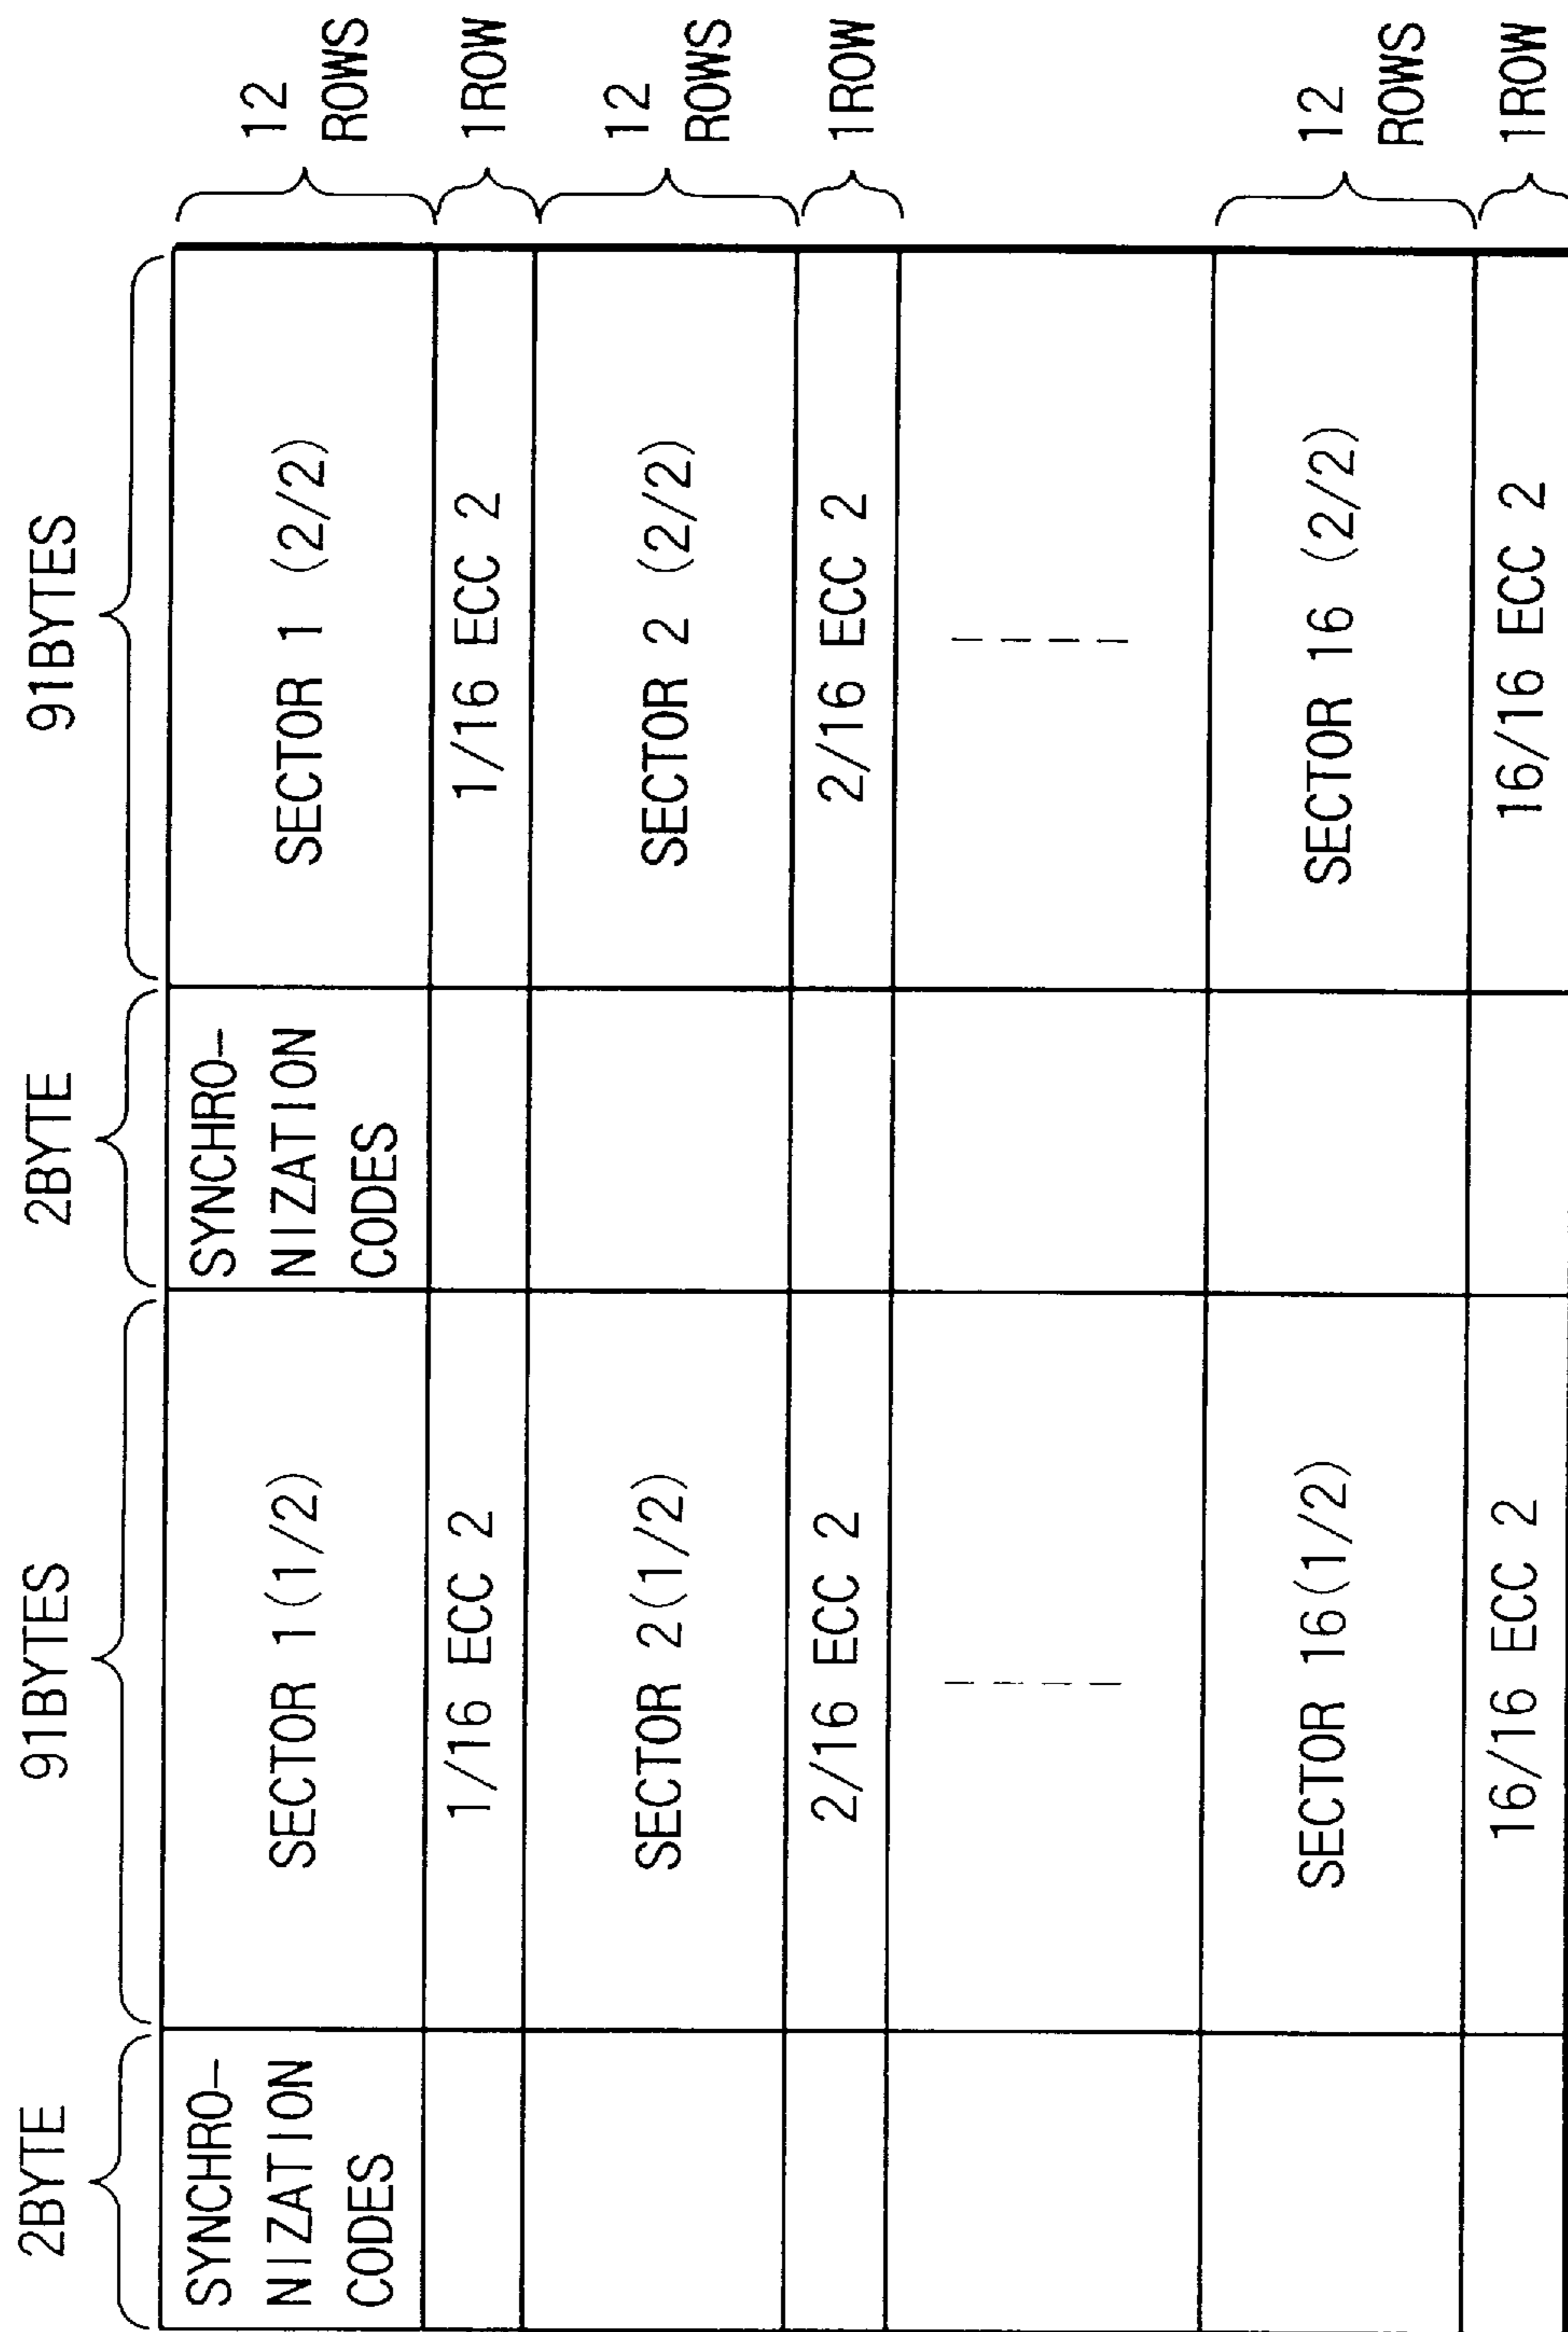 2BYTE
91BYTES
2BYTE
91BYTES
SYNCHRO-
NIZATION
CODES
SECTOR 1(1/2)
SYNCHRO-
NIZATION
CODES
SECTOR 1 (2/2)
12
ROWS
1/16 ECC 2
1/16 ECC 2
1ROW
SECTOR 2(1/2)
SECTOR 2 (2/2)
12
ROWS
2/16 ECC 2
2/16 ECC 2
1ROW
SECTOR 16(1/2)
SECTOR 16 (2/2)
12
ROWS
16/16 ECC 2
16/16 ECC 2
1ROW